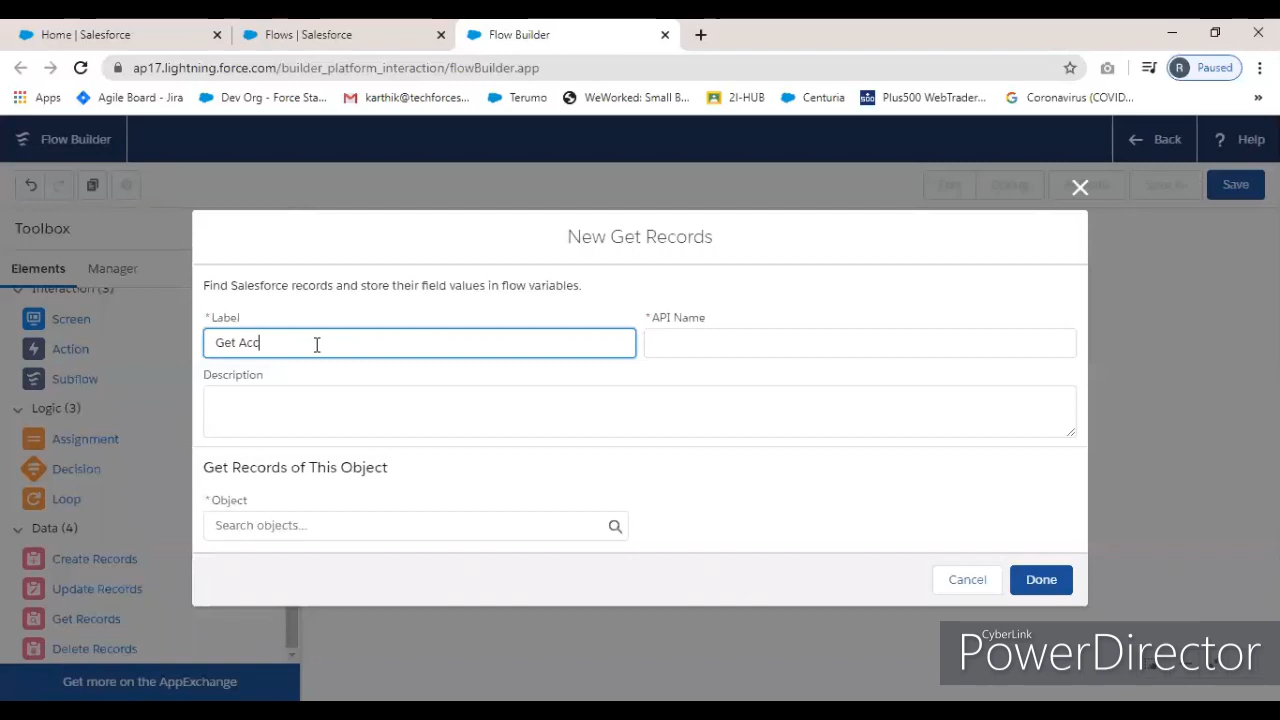 Home | Salesforce
Flows | Salesforce
Flow Builder
ap17.lightning.force.com/builder_platform_interaction/flowBuilder.app
R Paused
Apps
Agile Board - Jira
Dev Org - Force Sta...
karthik@techforces...
Terumo
WeWorked: Small B...
2I-HUB
Centuria
500 Plus500 WebTrader...
Coronavirus (COVID...
Flow Builder
Back
? Help
Save
Toolbox
New Get Records
Elements
Manager
Interaction (3)
Find Salesforce records and store their field values in flow variables.
Screen
*Label
*API Name
Action
Get Acc
Subflow
Description
Logic (3)
Assignment
Decision
Get Records of This Object
Loop
*Object
Data (4)
Search objects...
Create Records
Update Records
Cancel
Done
Get Records
Delete Records
CyberLink
PowerDirector
Get more on the AppExchange